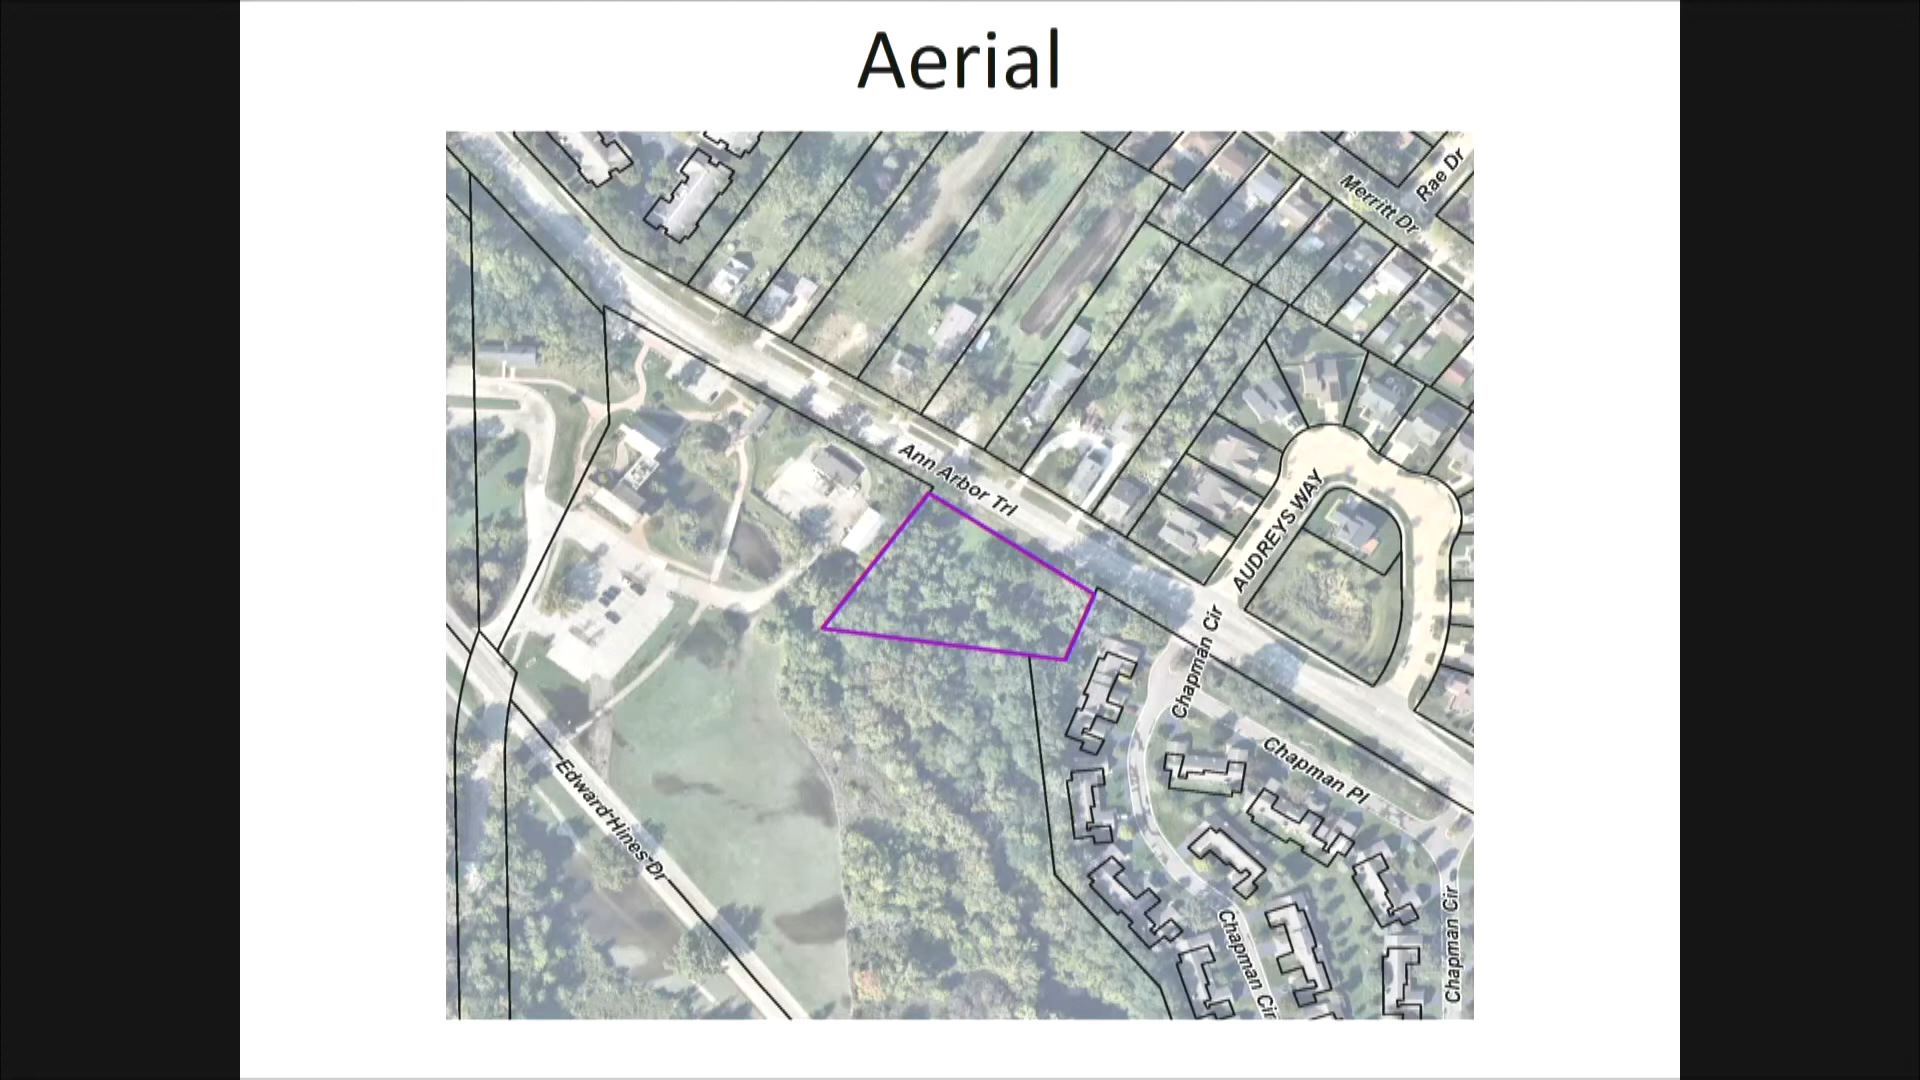 Aerial
Rae Dr
Merritt Dr
Ann Arbor Trl
AUDREYS WAY
Chapman Cir
Chapman Pl
Edward Hines Dr
Chapman Cir
Chapman Cir